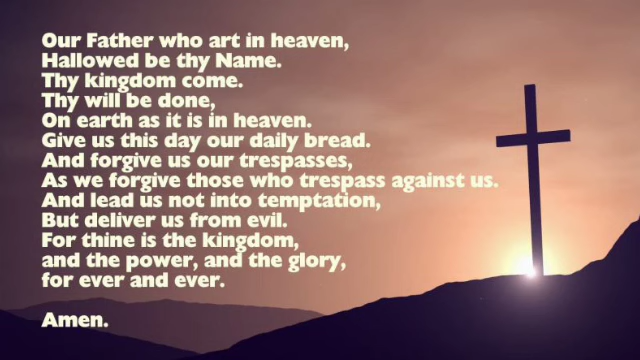 Our Father who art in heaven,
Hallowed be thy Name.
Thy kingdom come.
Thy will be done,
On earth as it is in heaven.
Give us this day our daily bread.
And forgive us our trespasses,
As we forgive those who trespass against us.
And lead us not into temptation,
But deliver us from evil.
For thine is the kingdom,
and the power, and the glory,
for ever and ever.
Amen.